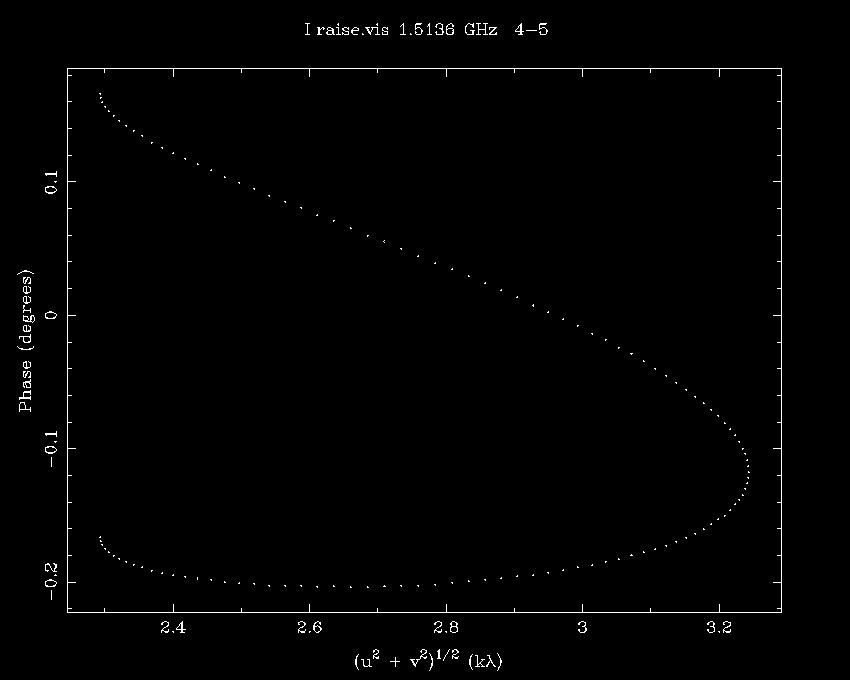 I raise.vis 1.5136 GHz 4−5
0.1
0
−0.1
−0.2
Phase (degrees)
2.4 2.6 2.8 3 3.2
(u² + v²)^1/2 (kλ)